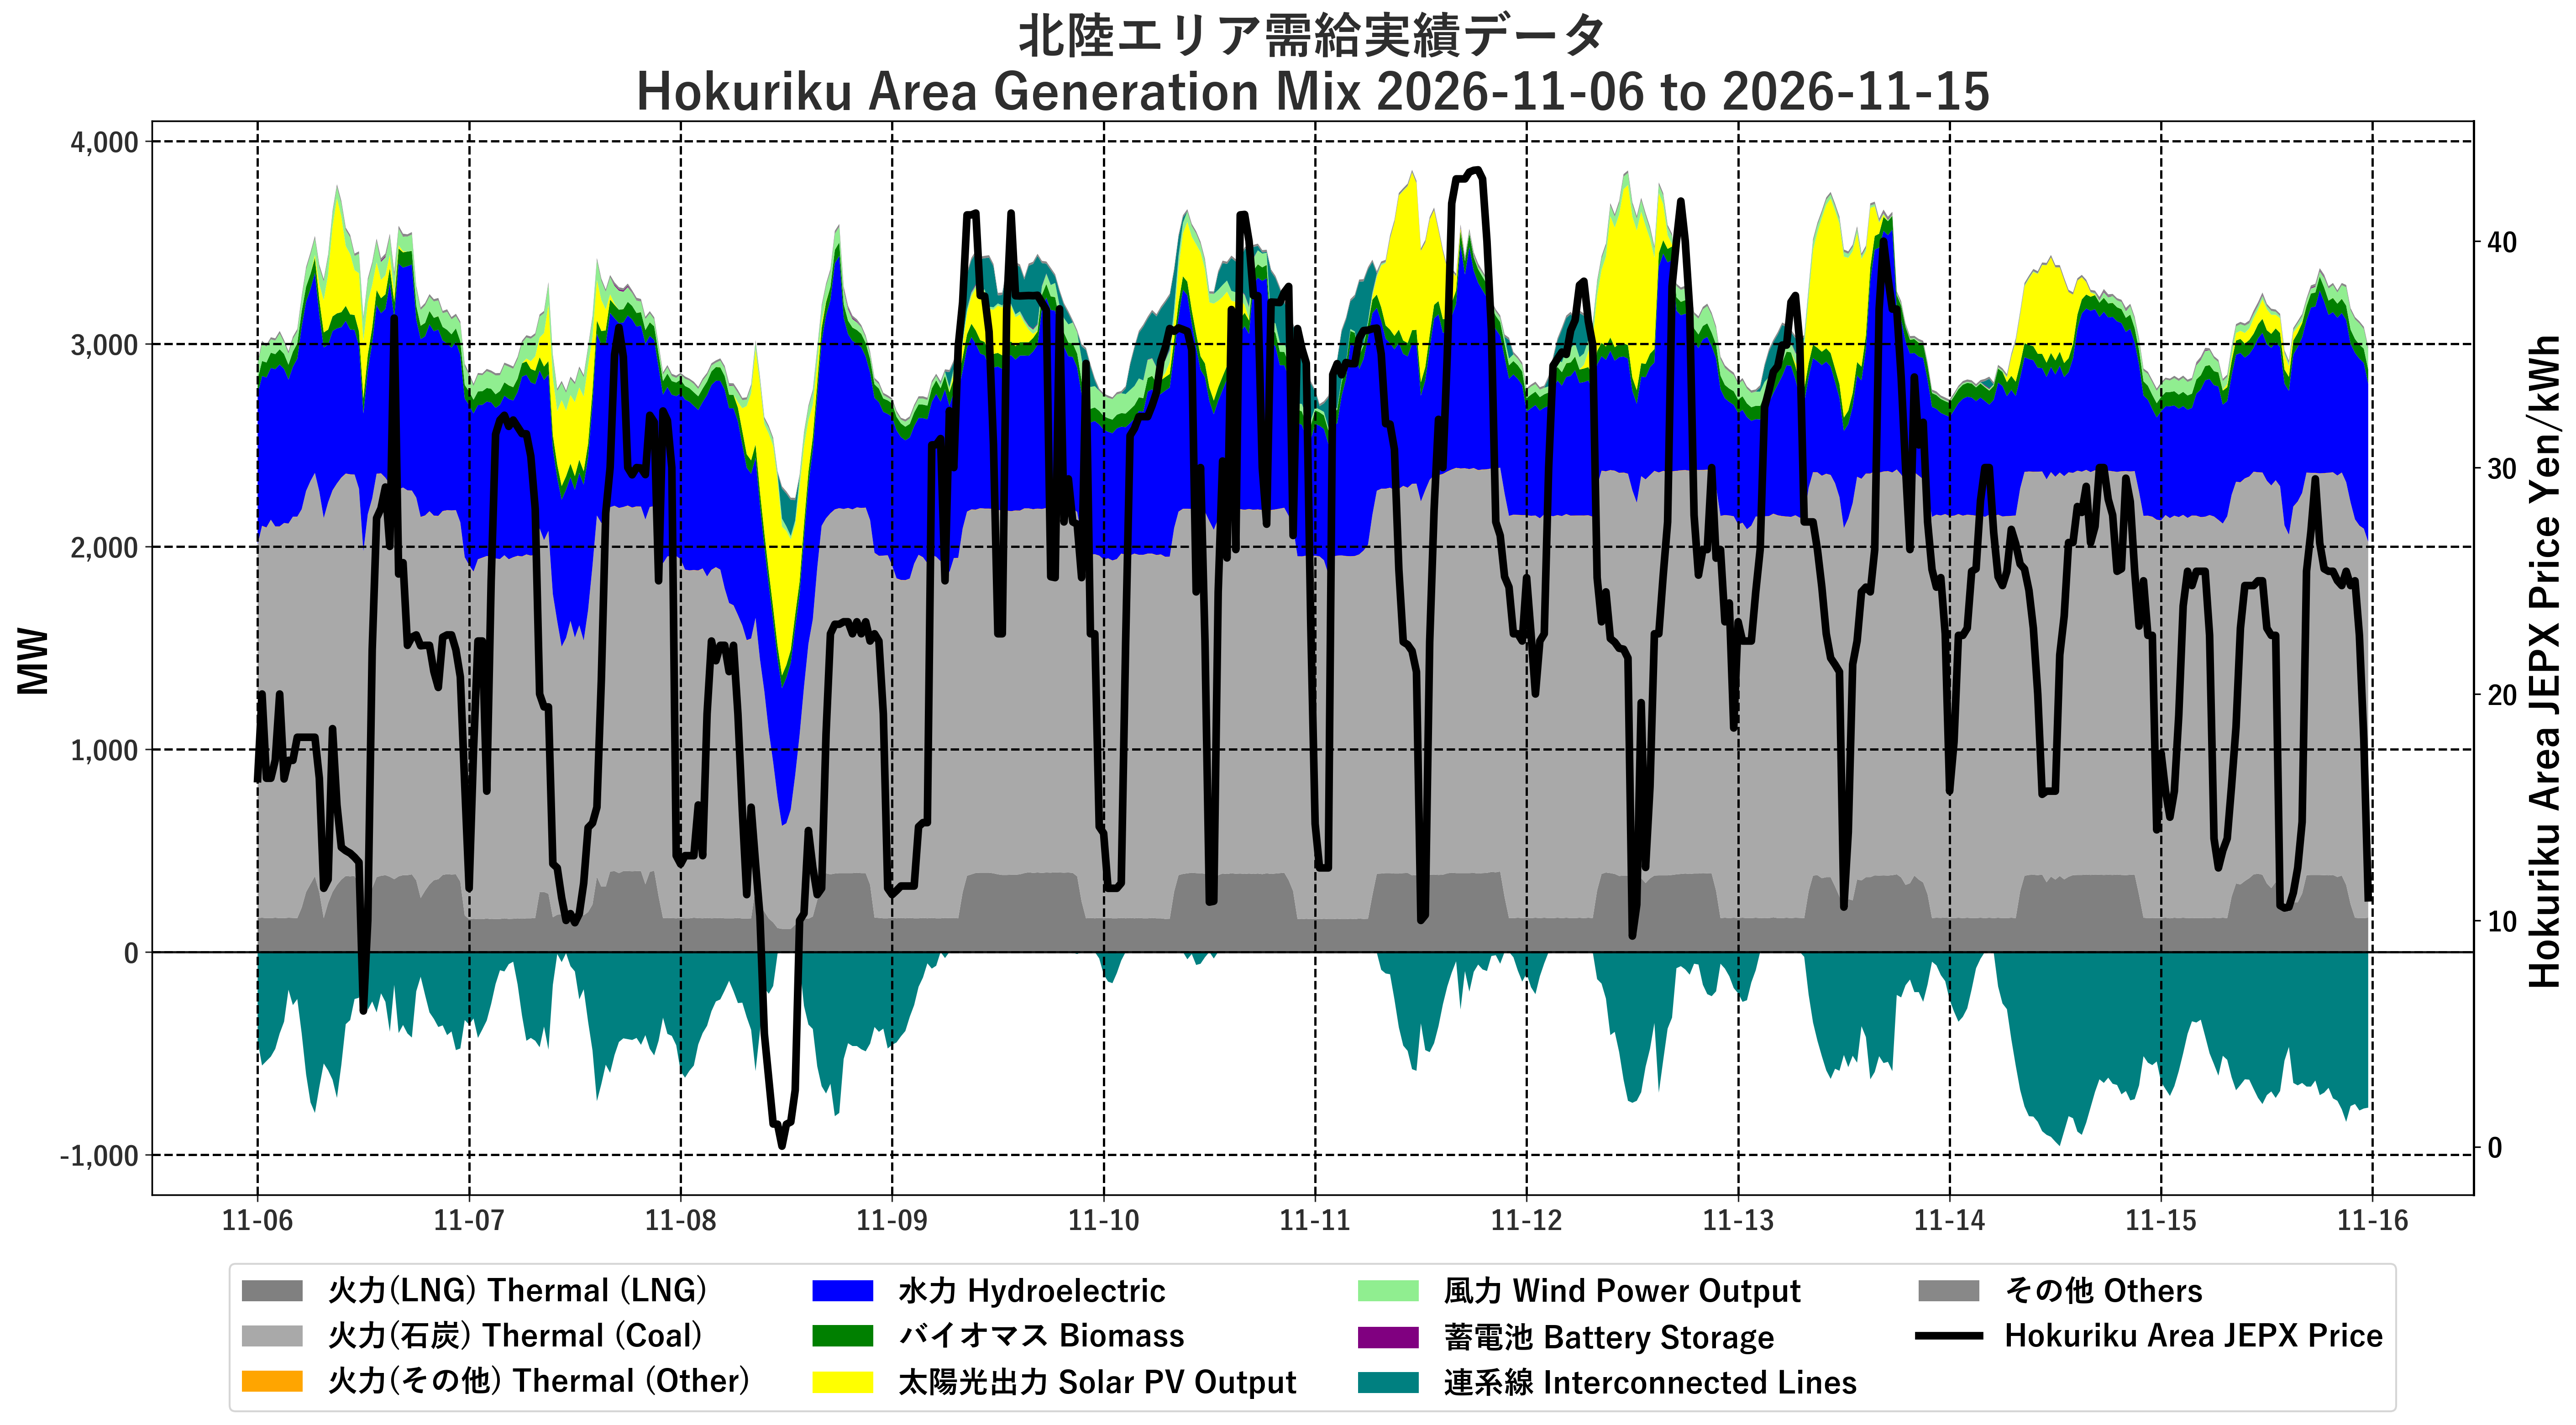 北陸エリア需給実績データ
Hokuriku Area Generation Mix 2026-11-06 to 2026-11-15
MW
4,000
3,000
2,000
1,000
0
-1,000
40
30
20
10
0
Hokuriku Area JEPX Price Yen/kWh
11-06 11-07 11-08 11-09 11-10 11-11 11-12 11-13 11-14 11-15 11-16
火力(LNG) Thermal (LNG)
火力(石炭) Thermal (Coal)
火力(その他) Thermal (Other)
水力 Hydroelectric
バイオマス Biomass
太陽光出力 Solar PV Output
風力 Wind Power Output
蓄電池 Battery Storage
連系線 Interconnected Lines
その他 Others
Hokuriku Area JEPX Price